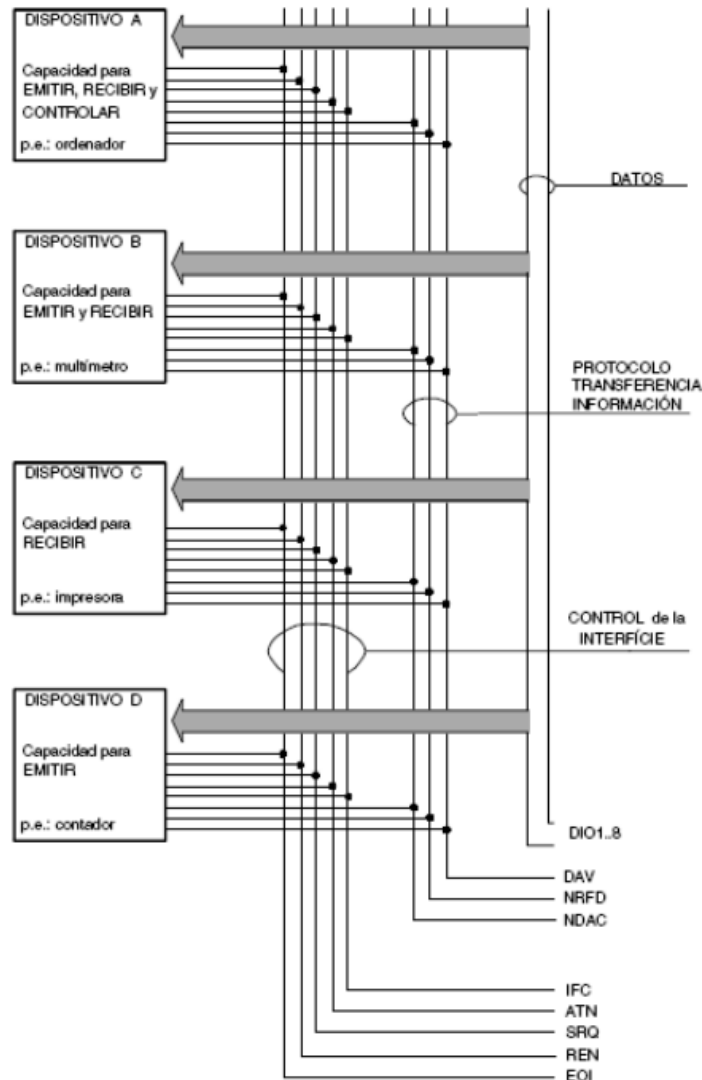 DISPOSITIVO A
Capacidad para
EMITIR, RECIBIR y
CONTROLAR
p.e.: ordenador
DATOS
DISPOSITIVO B
Capacidad para
EMITIR y RECIBIR
p.e.: multímetro
PROTOCOLO
TRANSFERENCIA
INFORMACIÓN
DISPOSITIVO C
Capacidad para
RECIBIR
p.e.: impresora
CONTROL de la
INTERFÍCIE
DISPOSITIVO D
Capacidad para
EMITIR
p.e.: contador
DIO1..8
DAV
NRFD
NDAC
IFC
ATN
SRQ
REN
EOI